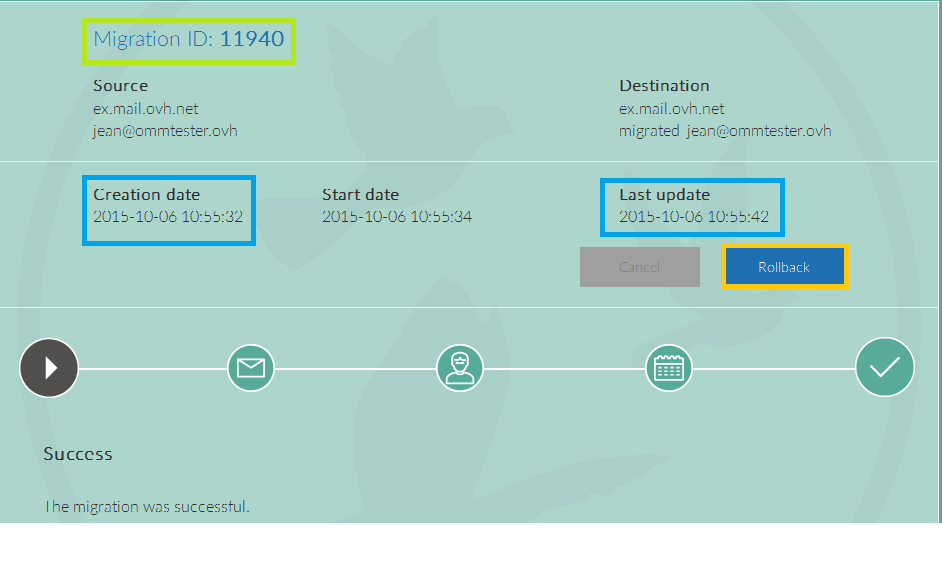 Migration ID: 11940
Source
Destination
ex.mail.ovh.net
ex.mail.ovh.net
jean@ommtester.ovh
migrated jean@ommtester.ovh
Creation date
Start date
Last update
2015-10-06 10:55:32
2015-10-06 10:55:34
2015-10-06 10:55:42
Cancel
Rollback
Success
The migration was successful.